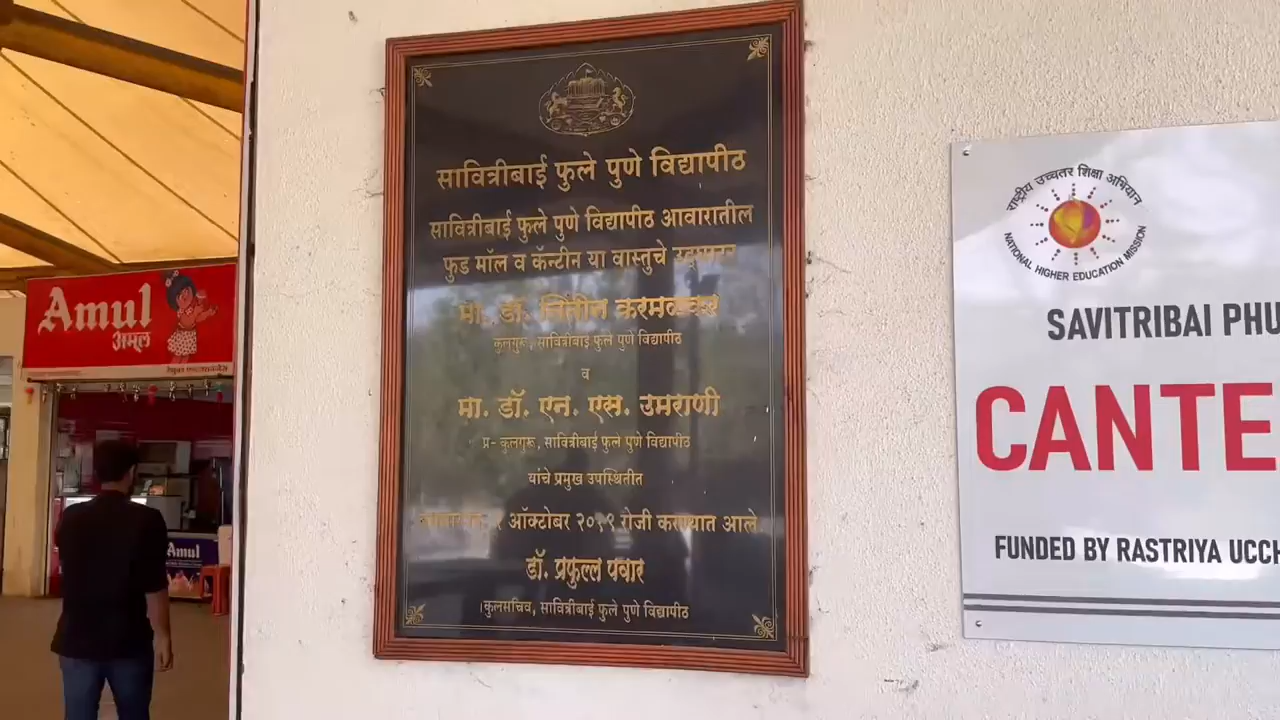 Amul
अमूल
Amul
सावित्रीबाई फुले पुणे विद्यापीठ
सावित्रीबाई फुले पुणे विद्यापीठ आवारातील
फुड मॉल व कॅन्टीन या वास्तुचे उद्घाटन
मा. डॉ. नितीन करमळकर
कुलगुरू, सावित्रीबाई फुले पुणे विद्यापीठ
व
मा. डॉ. एन. एस. उमराणी
प्र- कुलगुरू, सावित्रीबाई फुले पुणे विद्यापीठ
यांचे प्रमुख उपस्थितीत
ऑक्टोबर २०१९ रोजी करण्यात आले.
डॉ. प्रफुल्ल पवार
कुलसचिव, सावित्रीबाई फुले पुणे विद्यापीठ
राष्ट्रीय उच्चतर शिक्षा अभियान
NATIONAL HIGHER EDUCATION MISSION
SAVITRIBAI PHU
CANTE
FUNDED BY RASTRIYA UCCH